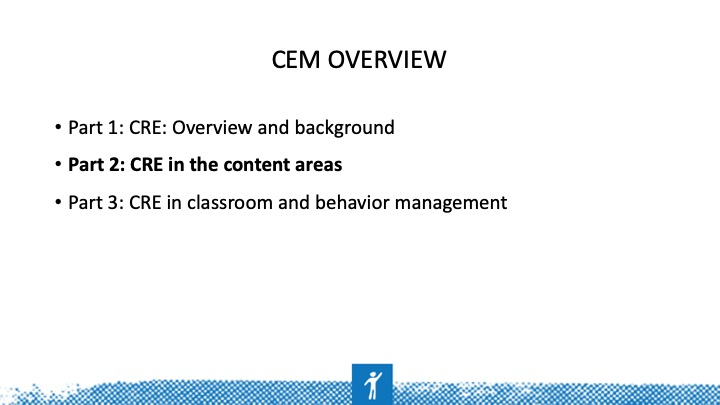 CEM OVERVIEW
• Part 1: CRE: Overview and background
• Part 2: CRE in the content areas
• Part 3: CRE in classroom and behavior management